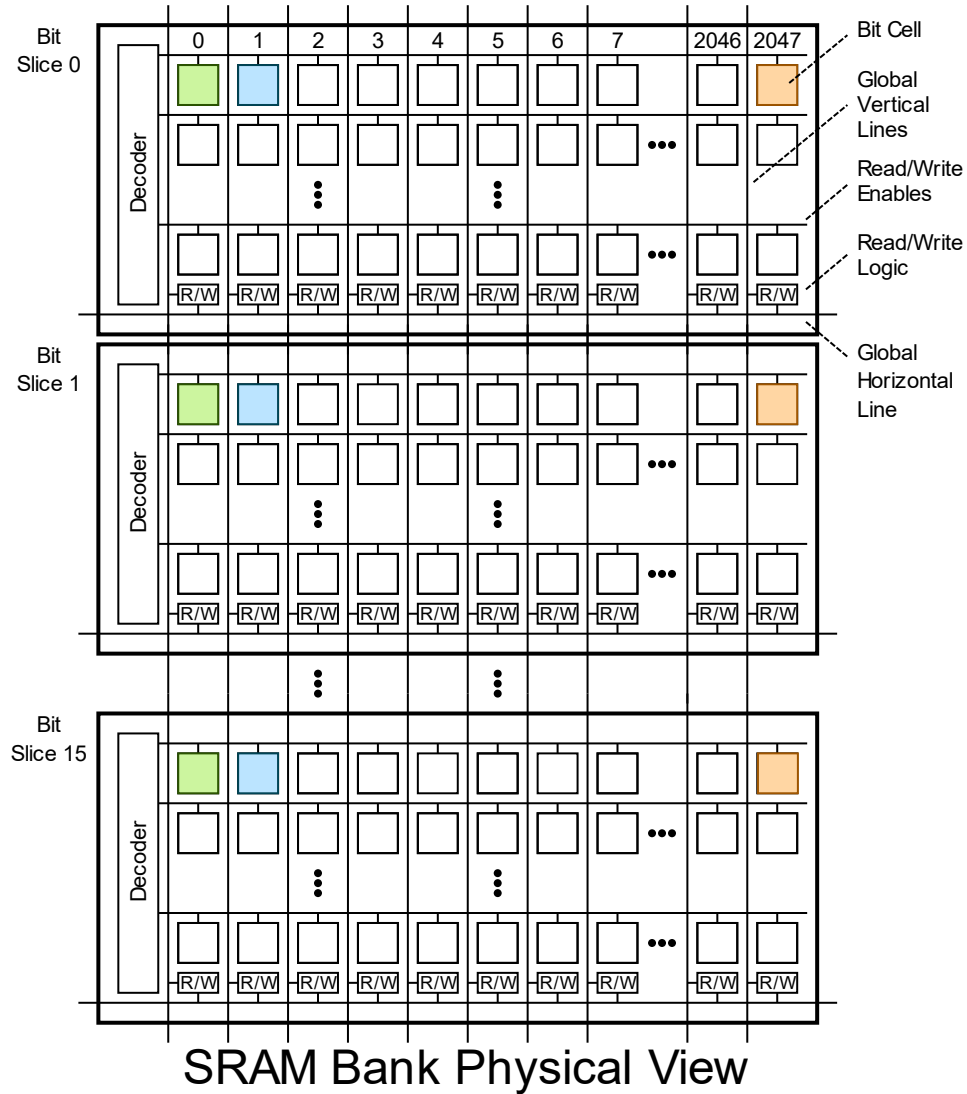 Bit
Slice 0
0 1 2 3 4 5 6 7 2046 2047
Decoder
R/W R/W R/W R/W R/W R/W R/W R/W R/W R/W
Bit Cell
Global
Vertical
Lines
Read/Write
Enables
Read/Write
Logic
Global
Horizontal
Line
Bit
Slice 1
Decoder
R/W R/W R/W R/W R/W R/W R/W R/W R/W R/W
Bit
Slice 15
Decoder
R/W R/W R/W R/W R/W R/W R/W R/W R/W R/W
SRAM Bank Physical View